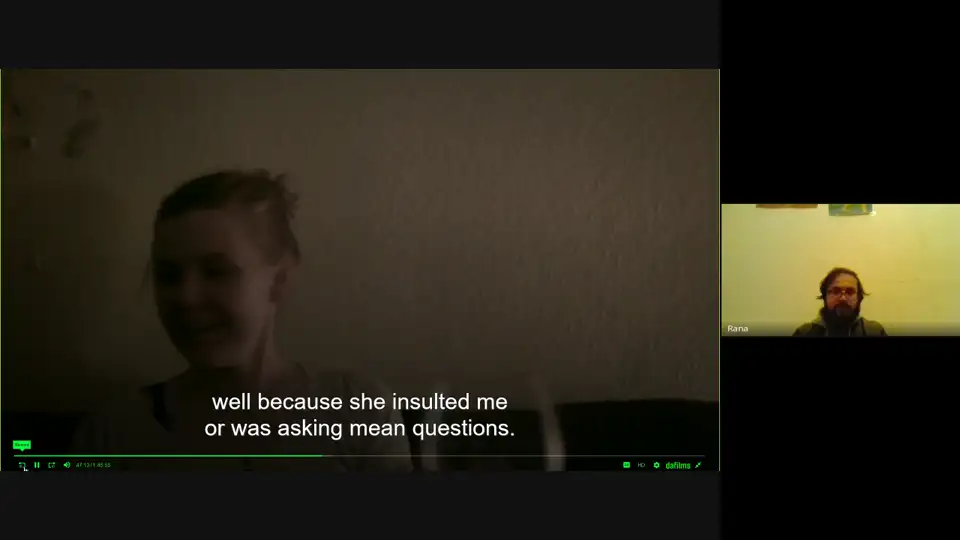 well because she insulted me
or was asking mean questions.
Rana
HD
dafilms